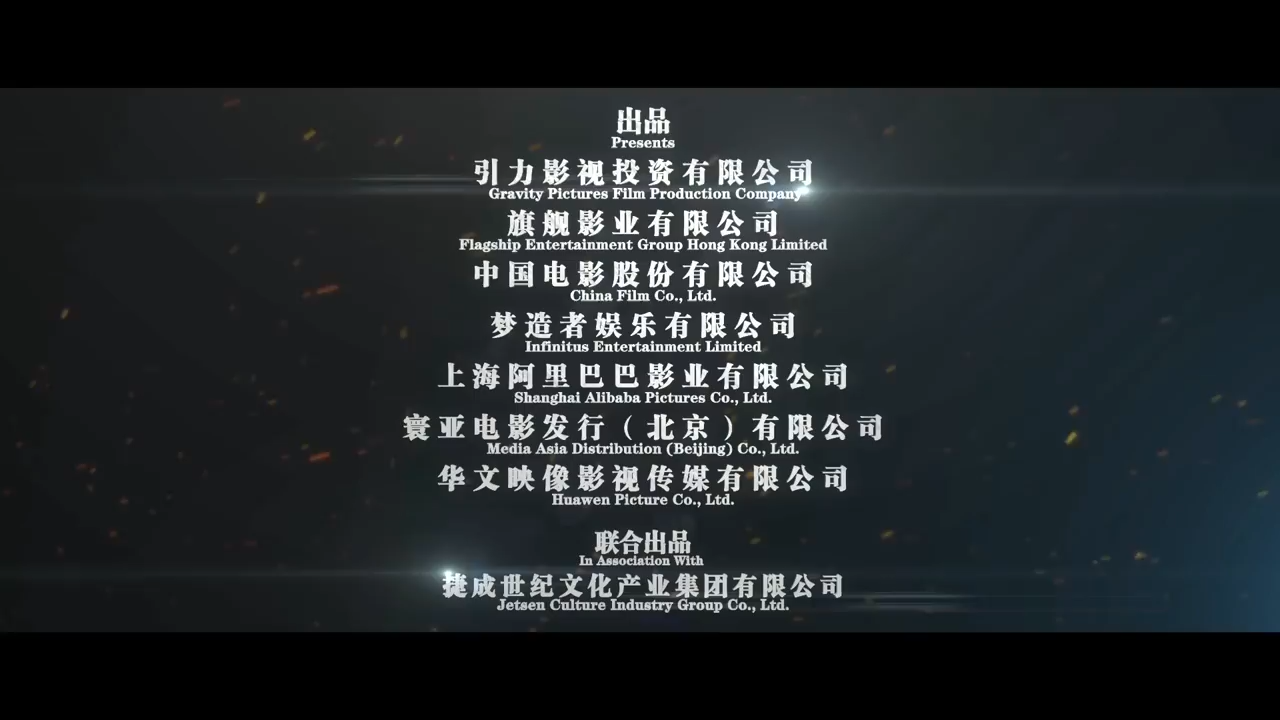 出品
Presents
引力影视投资有限公司
Gravity Pictures Film Production Company
旗舰影业有限公司
Flagship Entertainment Group Hong Kong Limited
中国电影股份有限公司
China Film Co., Ltd.
梦造者娱乐有限公司
Infinitus Entertainment Limited
上海阿里巴巴影业有限公司
Shanghai Alibaba Pictures Co., Ltd.
寰亚电影发行（北京）有限公司
Media Asia Distribution (Beijing) Co., Ltd.
华文映像影视传媒有限公司
Huawen Picture Co., Ltd.
联合出品
In Association With
捷成世纪文化产业集团有限公司
Jetsen Culture Industry Group Co., Ltd.